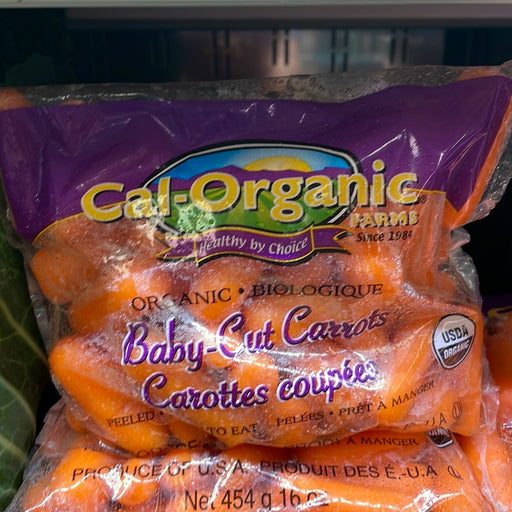 Cal-Organic®
FARMS
Healthy by Choice
Since 1984
ORGANIC • BIOLOGIQUE
Baby-Cut Carrots
Carottes coupées
USDA
ORGANIC
PEELED • TO EAT PELÉES • PRÊT À MANGER
U.S.A
À MANGER
PRODUCE OF U.S.A. PRODUIT DES É.-U.A
Net 454 g 16 oz